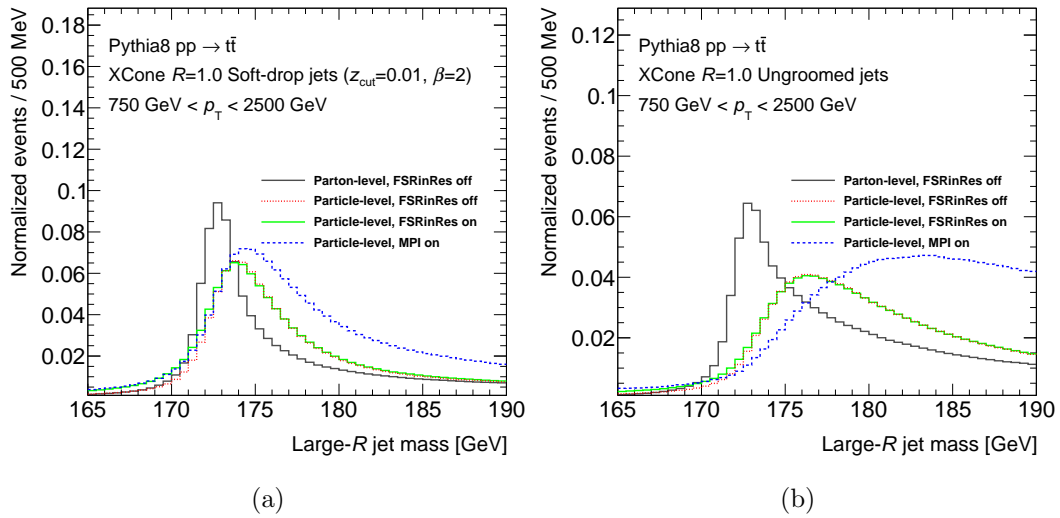 Normalized events / 500 MeV
0.18
0.16
0.14
0.12
0.1
0.08
0.06
0.04
0.02
Pythia8 pp → tt̄
XCone R=1.0 Soft-drop jets (z_cut=0.01, β=2)
750 GeV < p_T < 2500 GeV
Parton-level, FSRinRes off
Particle-level, FSRinRes off
Particle-level, FSRinRes on
Particle-level, MPI on
165 170 175 180 185 190
Large-R jet mass [GeV]
(a)
Normalized events / 500 MeV
0.12
0.1
0.08
0.06
0.04
0.02
Pythia8 pp → tt̄
XCone R=1.0 Ungroomed jets
750 GeV < p_T < 2500 GeV
Parton-level, FSRinRes off
Particle-level, FSRinRes off
Particle-level, FSRinRes on
Particle-level, MPI on
165 170 175 180 185 190
Large-R jet mass [GeV]
(b)